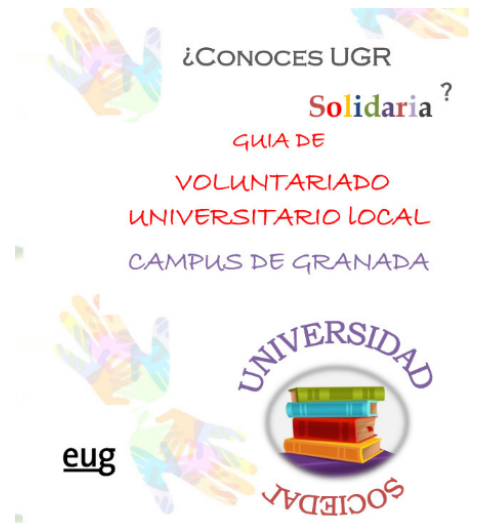 ¿CONOCES UGR
Solidaria ?
GUIA DE
VOLUNTARIADO
UNIVERSITARIO lOCAL
CAMPUS DE GRANADA
UNIVERSIDAD
SOCIEDAD
eug